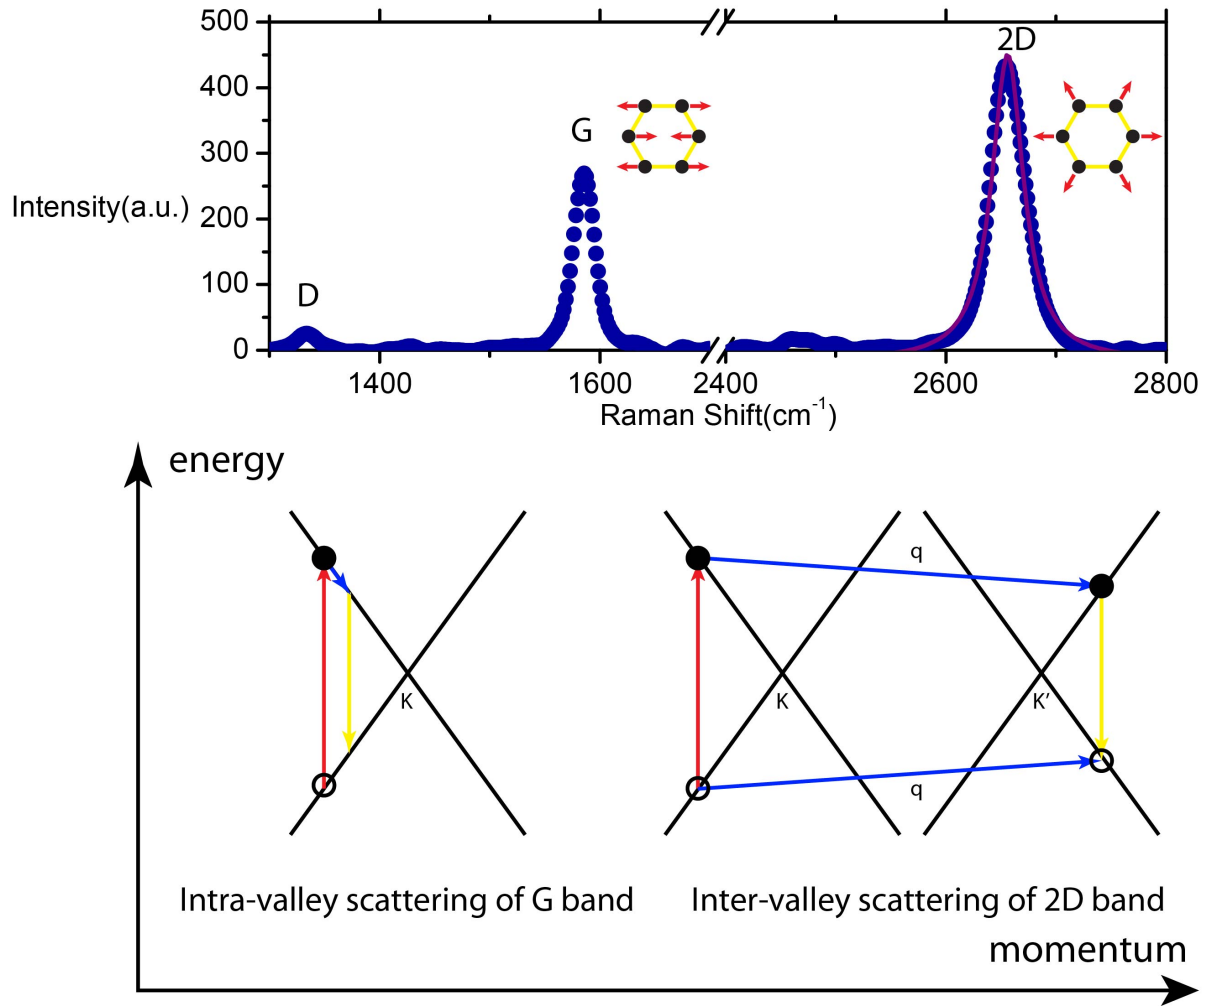 500
400
300
200
100
0
Intensity(a.u.)
D
G
2D
1400
1600
2400
2600
2800
Raman Shift(cm⁻¹)
energy
K
q
q
K
K′
Intra-valley scattering of G band
Inter-valley scattering of 2D band
momentum